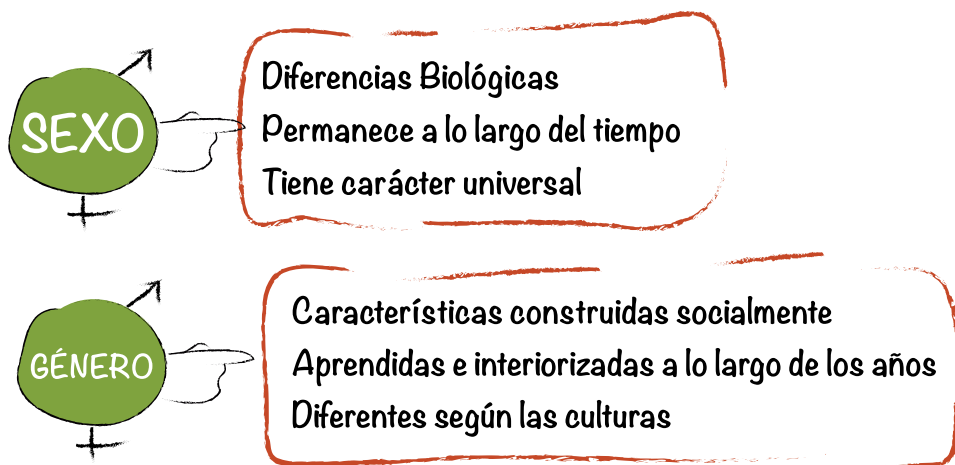 SEXO
Diferencias Biológicas
Permanece a lo largo del tiempo
Tiene carácter universal
GÉNERO
Características construidas socialmente
Aprendidas e interiorizadas a lo largo de los años
Diferentes según las culturas